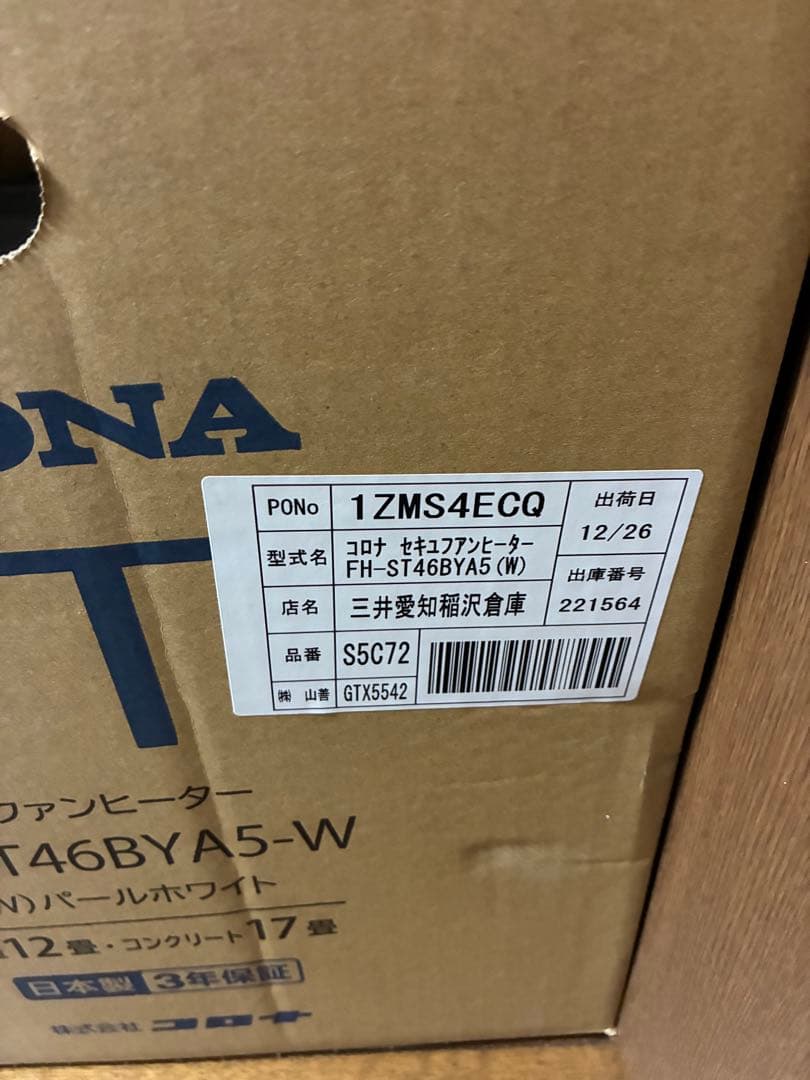 ONA
T
PONo 1ZMS4ECQ
出荷日
12/26
型式名 コロナ セキユフアンヒーター
FH-ST46BYA5(W)
出庫番号
221564
店名 三井愛知稲沢倉庫
品番 S5C72
㈱ 山善 GTX5542
ファンヒーター
ST46BYA5-W
W)パールホワイト
12畳・コンクリート17畳
日本製 3年保証
株式会社 コロナ